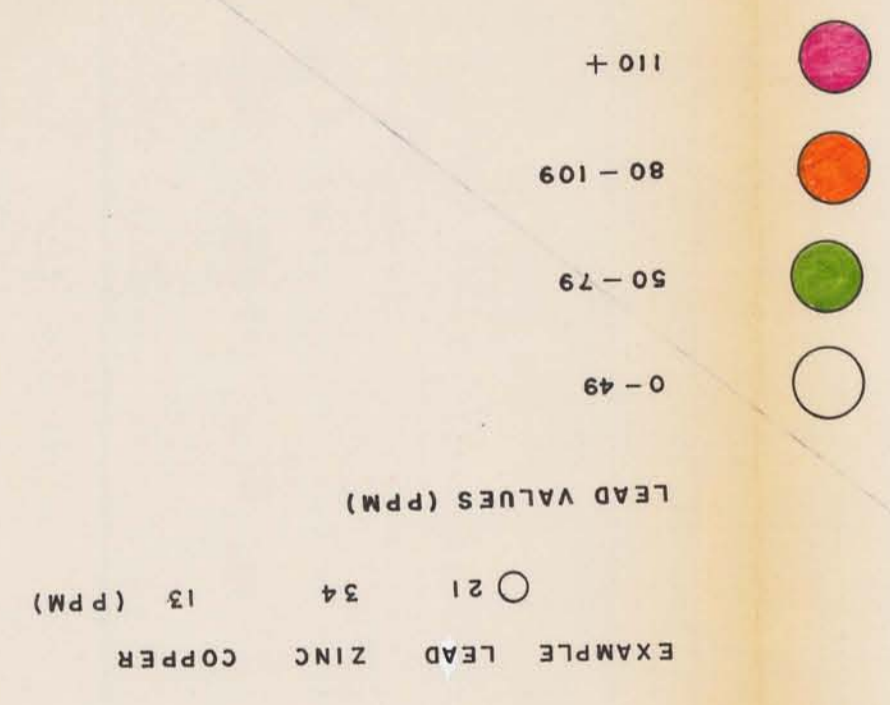 EXAMPLE LEAD ZINC COPPER
21 34 13 (PPM)
LEAD VALUES (PPM)
0 - 49
50 - 79
80 - 109
110 +